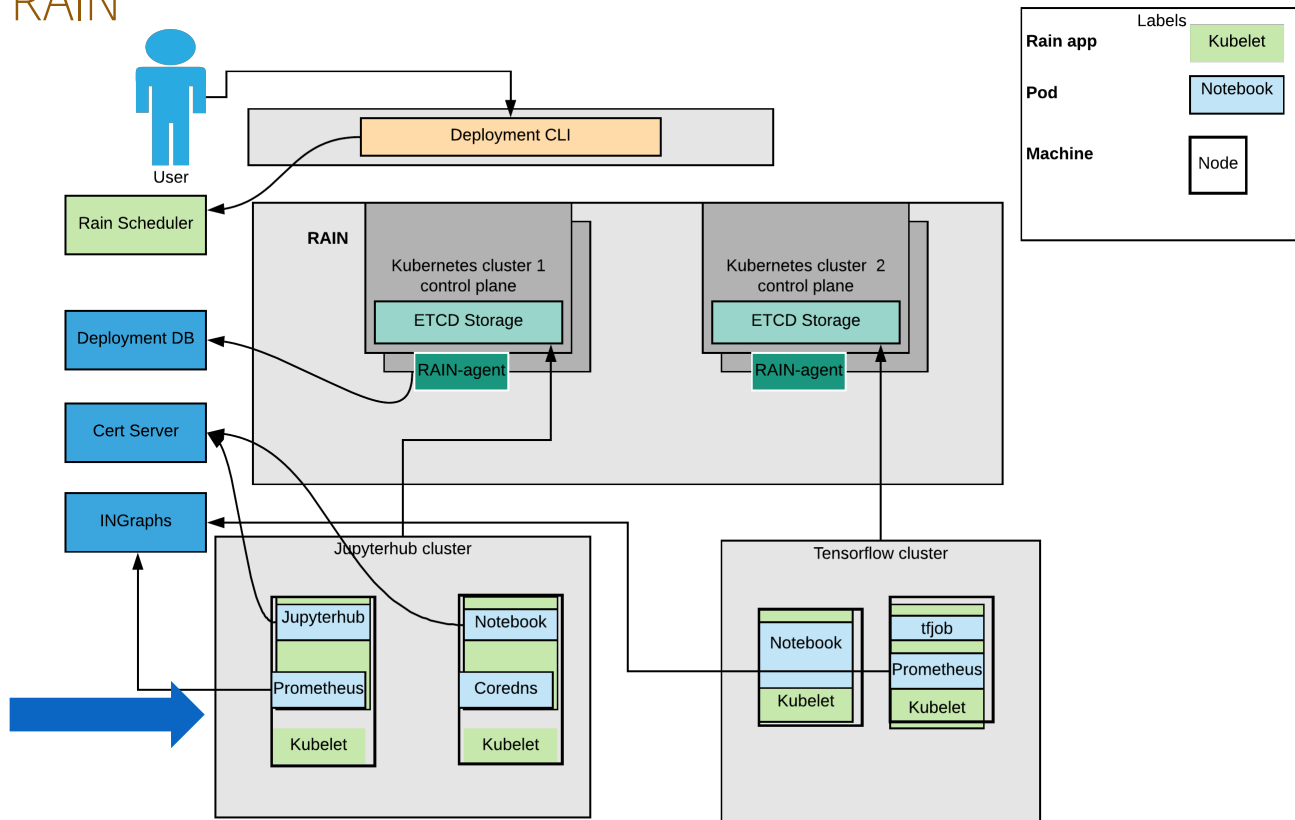 RAIN
Labels
Rain app
Kubelet
Pod
Notebook
Machine
Node
User
Deployment CLI
Rain Scheduler
RAIN
Kubernetes cluster 1
control plane
ETCD Storage
RAIN-agent
Kubernetes cluster 2
control plane
ETCD Storage
RAIN-agent
Deployment DB
Cert Server
INGraphs
Jupyterhub cluster
Jupyterhub
Prometheus
Kubelet
Notebook
Coredns
Kubelet
Tensorflow cluster
Notebook
Kubelet
tfjob
Prometheus
Kubelet